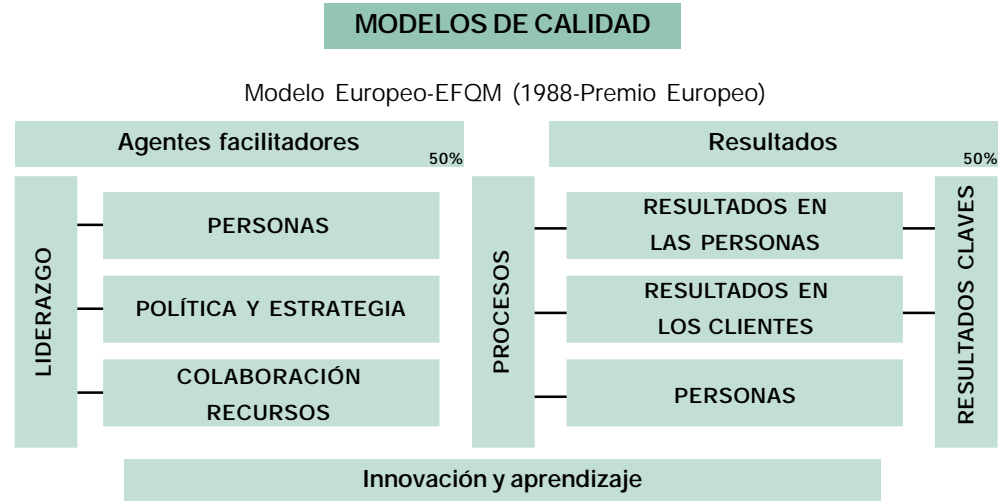 MODELOS DE CALIDAD
Modelo Europeo-EFQM (1988-Premio Europeo)
Agentes facilitadores
50%
Resultados
50%
LIDERAZGO
PERSONAS
POLÍTICA Y ESTRATEGIA
COLABORACIÓN
RECURSOS
PROCESOS
RESULTADOS EN
LAS PERSONAS
RESULTADOS EN
LOS CLIENTES
PERSONAS
RESULTADOS CLAVES
Innovación y aprendizaje